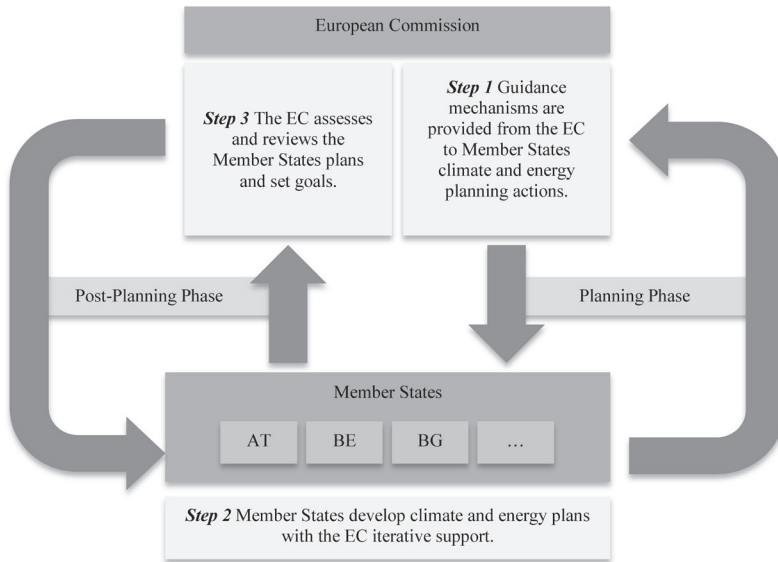 European Commission
Step 3 The EC assesses
and reviews the
Member States plans
and set goals.
Step 1 Guidance
mechanisms are
provided from the EC
to Member States
climate and energy
planning actions.
Post-Planning Phase
Planning Phase
Member States
AT
BE
BG
…
Step 2 Member States develop climate and energy plans
with the EC iterative support.